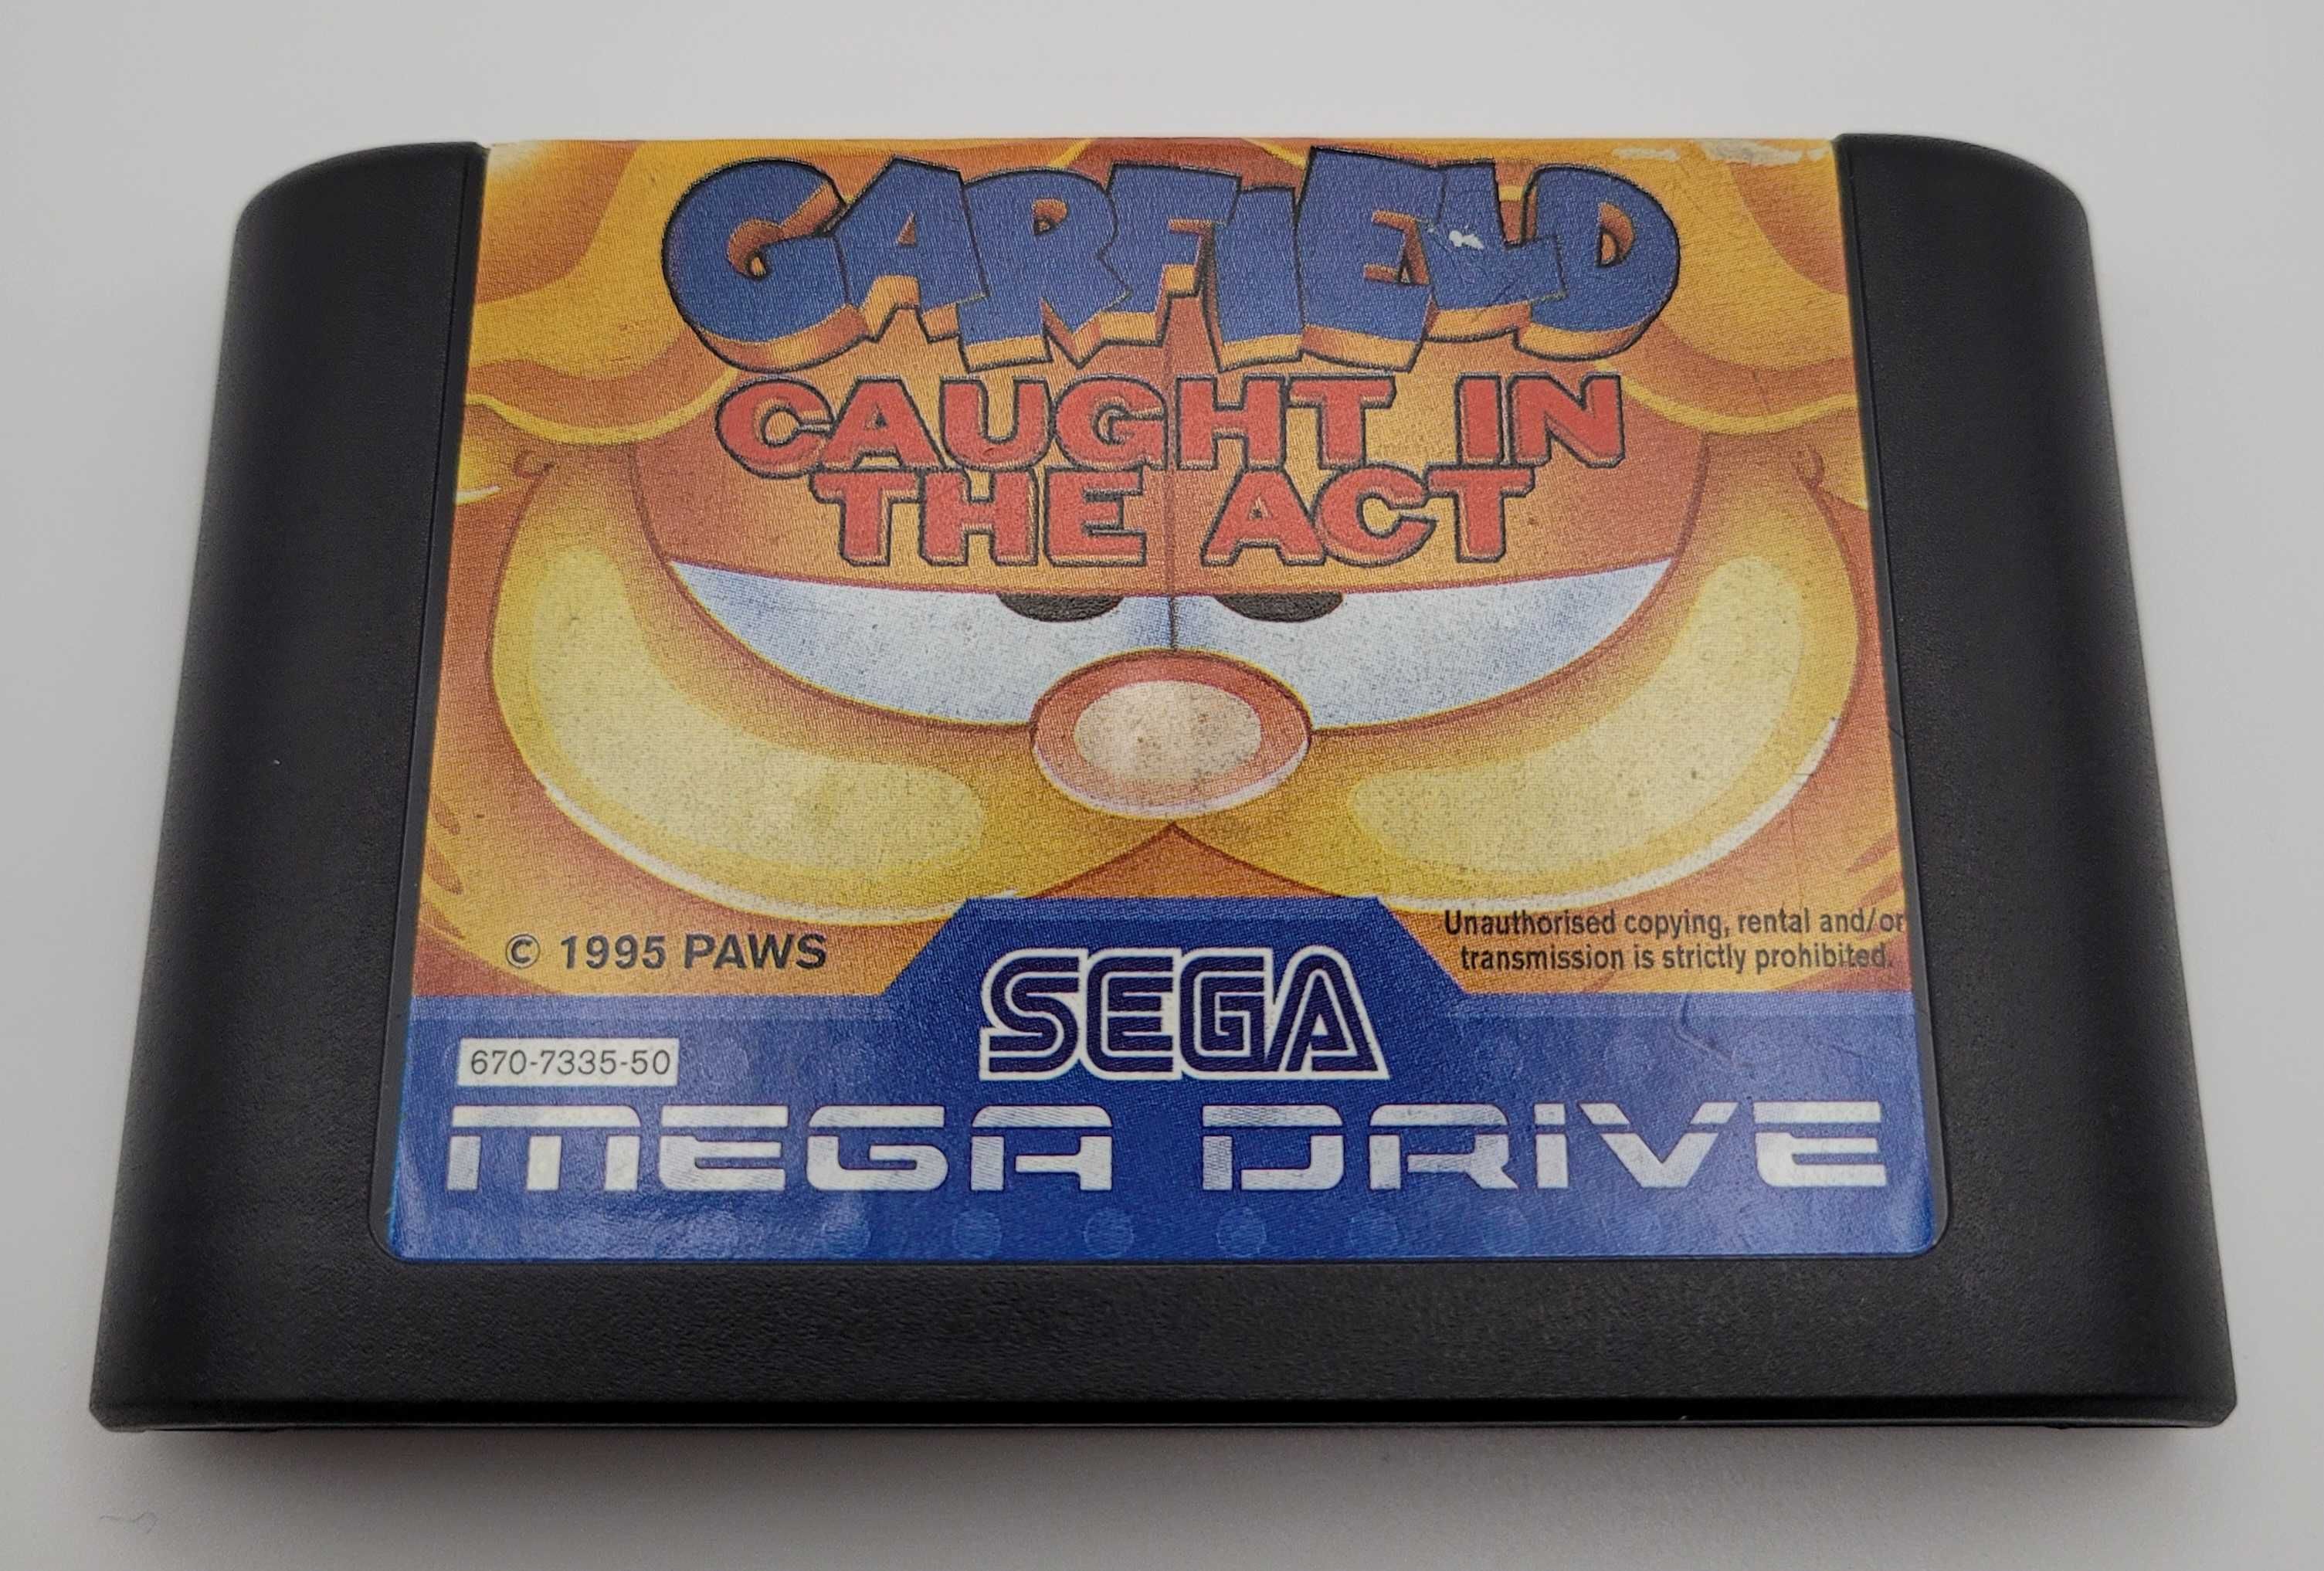 GARFIELD
CAUGHT IN
THE ACT
© 1995 PAWS
Unauthorised copying, rental and/or
transmission is strictly prohibited.
SEGA
670-7335-50
MEGA DRIVE